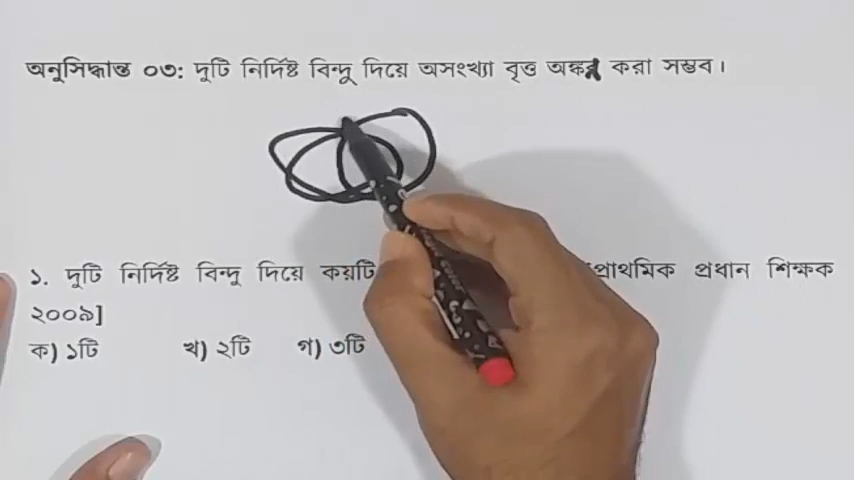 অনুসিদ্ধান্ত ০৩: দুটি নির্দিষ্ট বিন্দু দিয়ে অসংখ্যা বৃত্ত অঙ্কন করা সম্ভব।
১. দুটি নির্দিষ্ট বিন্দু দিয়ে কয়টি প্রাথমিক প্রধান শিক্ষক
২০০৯]
ক) ১টি খ) ২টি গ) ৩টি